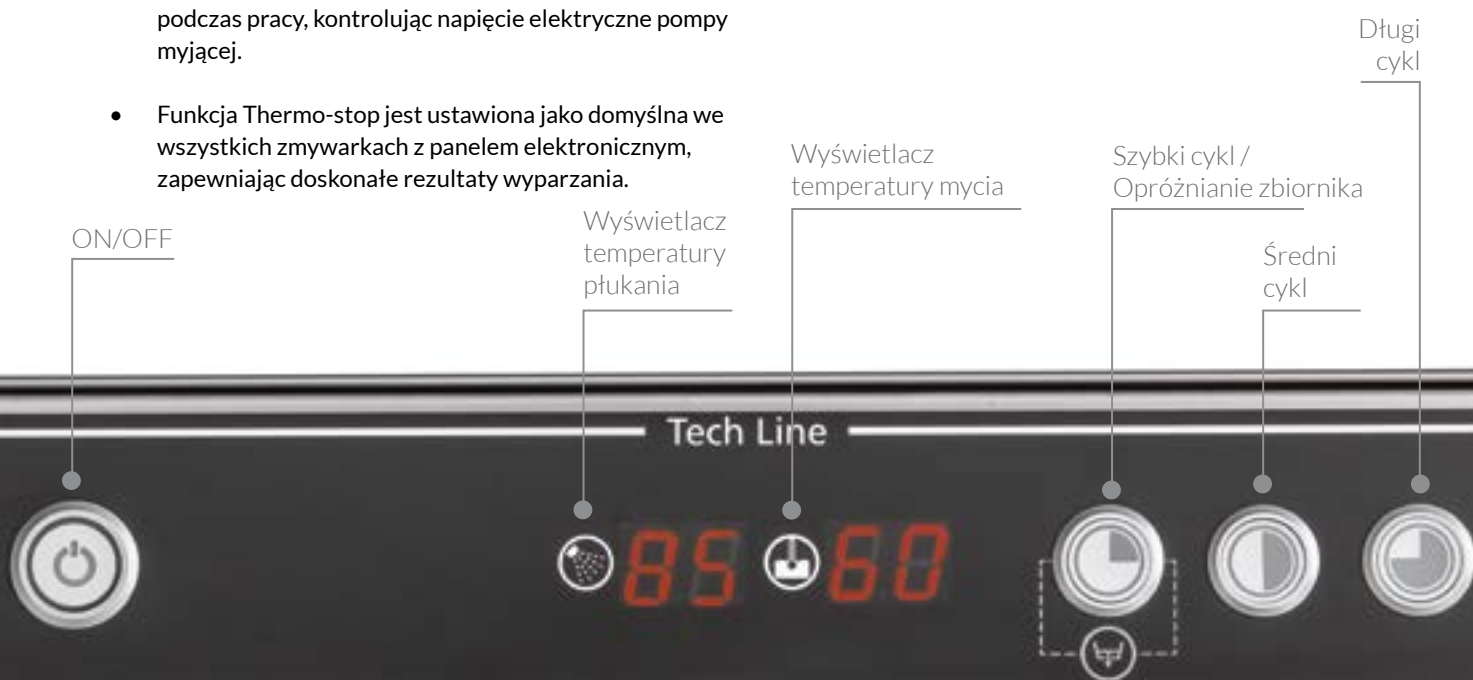 podczas pracy, kontrolując napięcie elektryczne pompy
myjącej.
• Funkcja Thermo-stop jest ustawiona jako domyślna we
wszystkich zmywarkach z panelem elektronicznym,
zapewniając doskonałe rezultaty wyparzania.
ON/OFF
Wyświetlacz
temperatury
płukania
Wyświetlacz
temperatury mycia
Szybki cykl /
Opróżnianie zbiornika
Średni
cykl
Długi
cykl
Tech Line
85 60